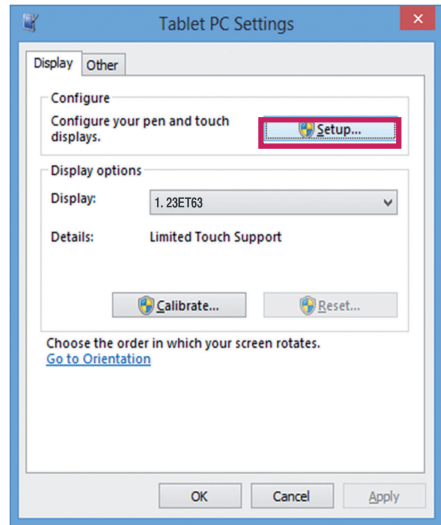 Tablet PC Settings
Display Other
Configure
Configure your pen and touch
displays.
Setup...
Display options
Display: 1. 23ET63
Details: Limited Touch Support
Calibrate... Reset...
Choose the order in which your screen rotates.
Go to Orientation
OK Cancel Apply